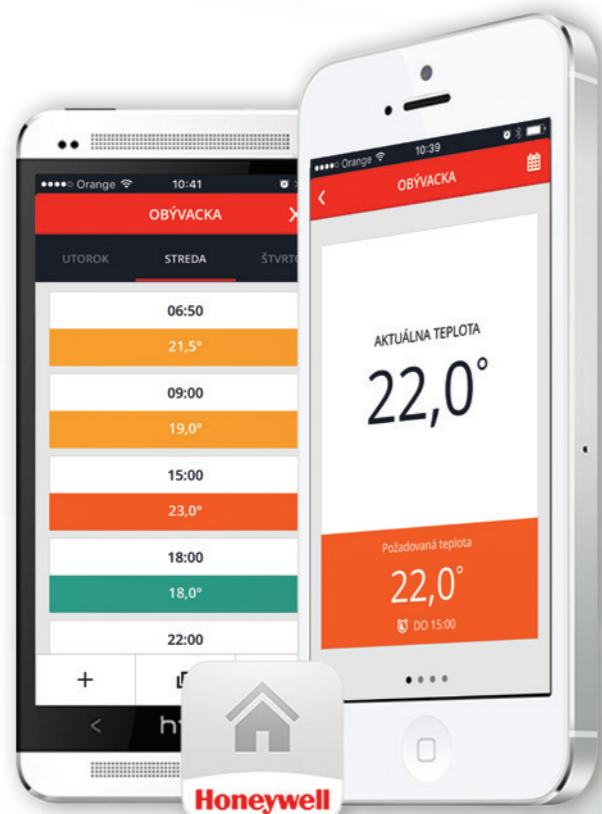 Orange 10:41
OBÝVACKA
UTOROK STREDA
06:50
21,5°
09:00
19,0°
15:00
23,0°
18:00
18,0°
22:00
+
Orange 10:39
OBÝVACKA
AKTUÁLNA TEPLOTA
22,0°
Požadovaná teplota
22,0°
DO 15:00
Honeywell